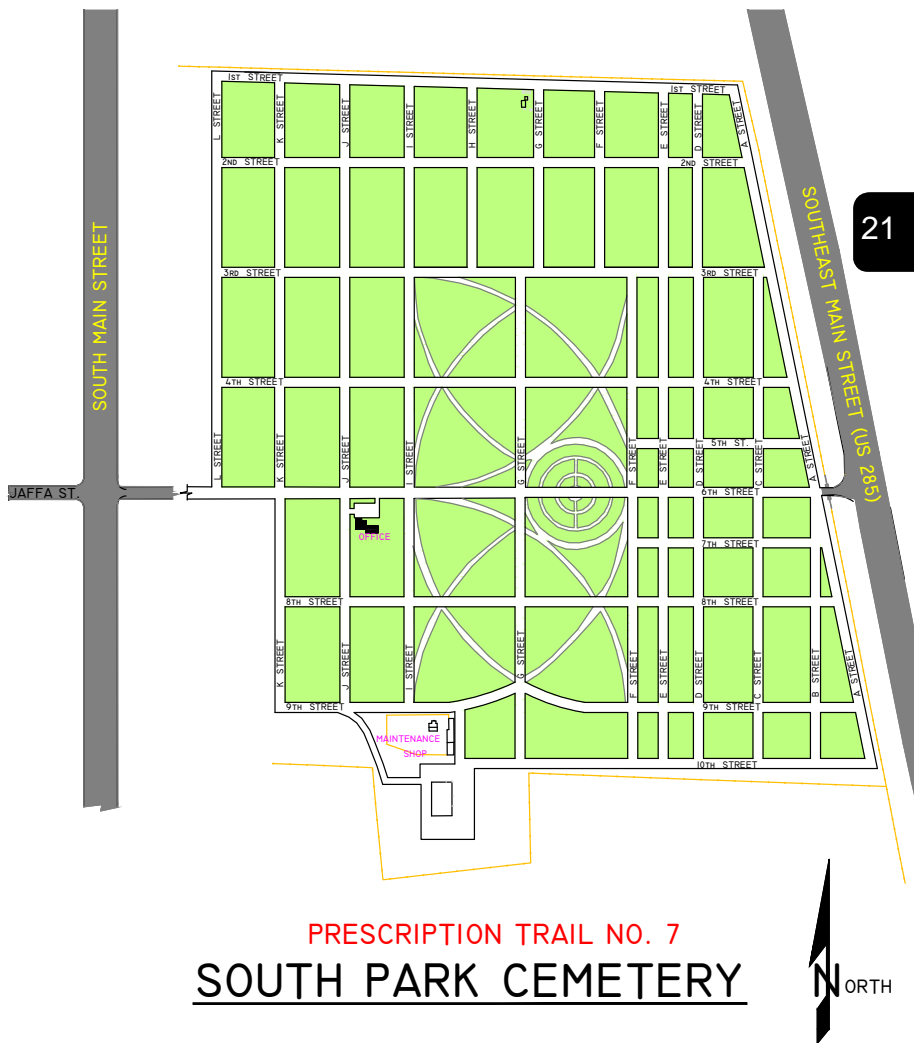 1ST STREET
1ST STREET
L STREET
K STREET
J STREET
I STREET
H STREET
G STREET
F STREET
E STREET
D STREET
A STREET
2ND STREET
2ND STREET
21
SOUTH MAIN STREET
SOUTHEAST MAIN STREET (US 285)
3RD STREET
3RD STREET
4TH STREET
4TH STREET
5TH ST.
L STREET
K STREET
J STREET
I STREET
G STREET
F STREET
E STREET
D STREET
C STREET
A STREET
JAFFA ST.
6TH STREET
OFFICE
7TH STREET
8TH STREET
8TH STREET
K STREET
J STREET
I STREET
G STREET
F STREET
E STREET
D STREET
C STREET
B STREET
A STREET
9TH STREET
9TH STREET
MAINTENANCE
SHOP
10TH STREET
PRESCRIPTION TRAIL NO. 7
SOUTH PARK CEMETERY
NORTH